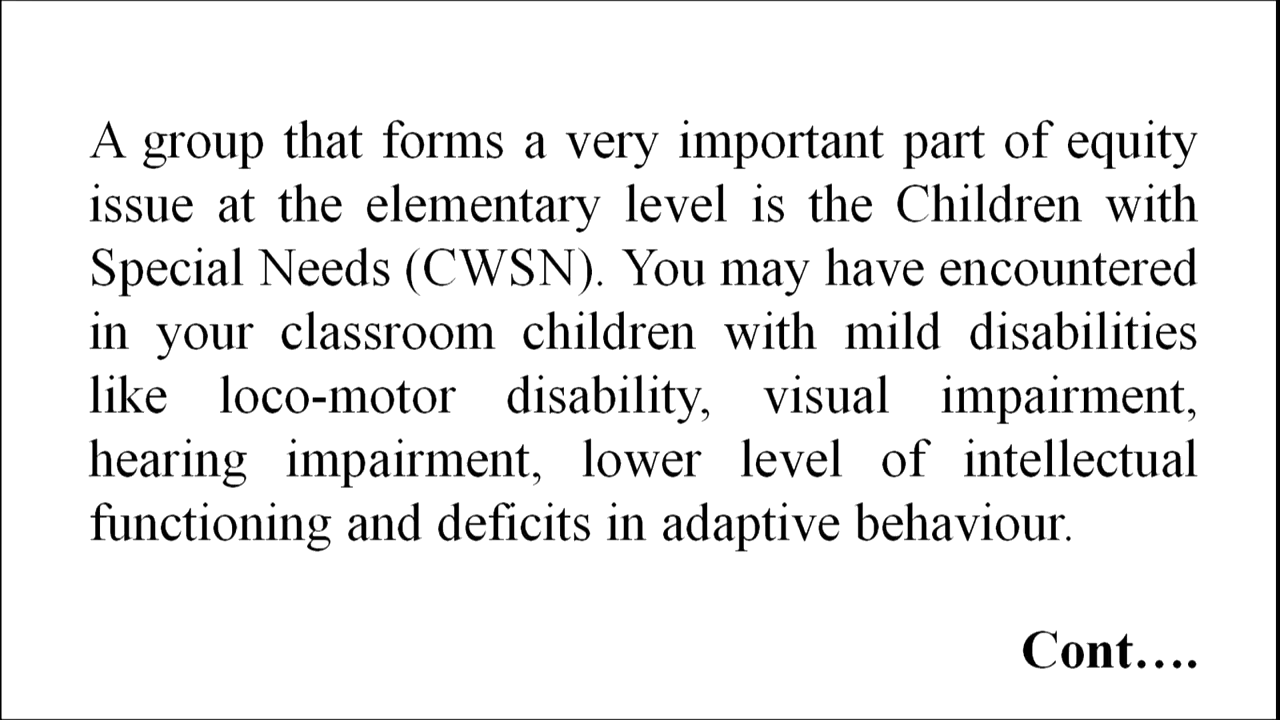 A group that forms a very important part of equity
issue at the elementary level is the Children with
Special Needs (CWSN). You may have encountered
in your classroom children with mild disabilities
like loco-motor disability, visual impairment,
hearing impairment, lower level of intellectual
functioning and deficits in adaptive behaviour.
Cont….